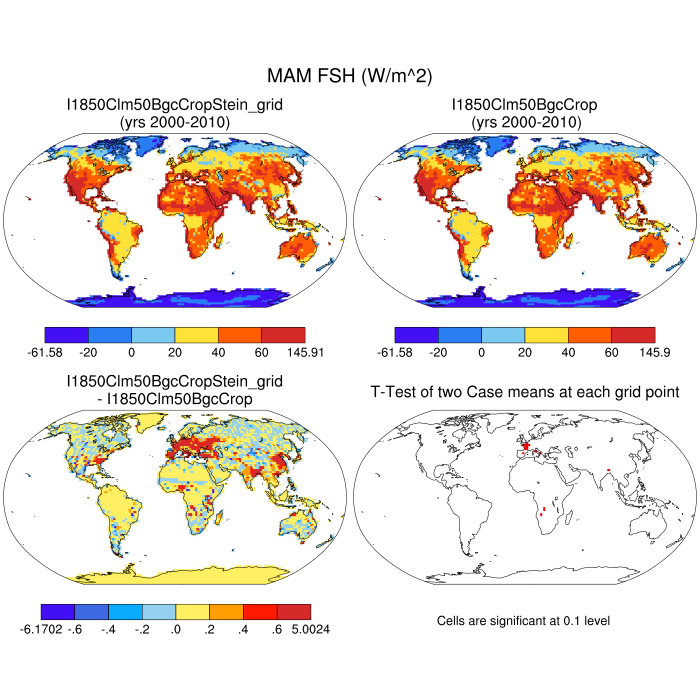 MAM FSH (W/m^2)
I1850Clm50BgcCropStein_grid
(yrs 2000-2010)
I1850Clm50BgcCrop
(yrs 2000-2010)
-61.58 -20 0 20 40 60 145.91
-61.58 -20 0 20 40 60 145.9
I1850Clm50BgcCropStein_grid
- I1850Clm50BgcCrop
T-Test of two Case means at each grid point
-6.1702 -.6 -.4 -.2 .0 .2 .4 .6 5.0024
Cells are significant at 0.1 level